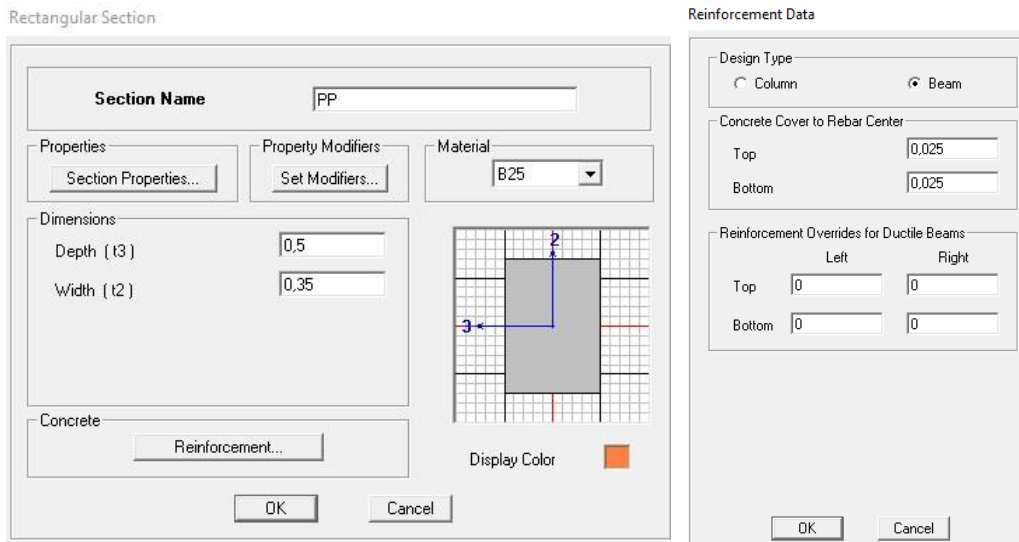 Rectangular Section
Section Name PP
Properties
Section Properties...
Property Modifiers
Set Modifiers...
Material
B25
Dimensions
Depth ( t3 ) 0,5
Width ( t2 ) 0,35
2
3
Concrete
Reinforcement...
Display Color
OK Cancel
Reinforcement Data
Design Type
Column Beam
Concrete Cover to Rebar Center
Top 0,025
Bottom 0,025
Reinforcement Overrides for Ductile Beams
Left Right
Top 0 0
Bottom 0 0
OK Cancel